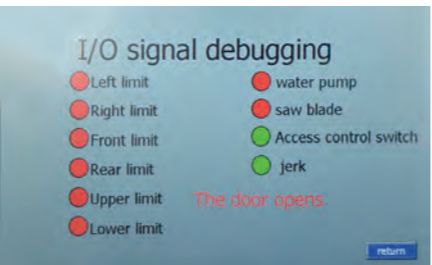 I/O signal debugging
Left limit
Right limit
Front limit
Rear limit
Upper limit
Lower limit
water pump
saw blade
Access control switch
jerk
The door opens
return